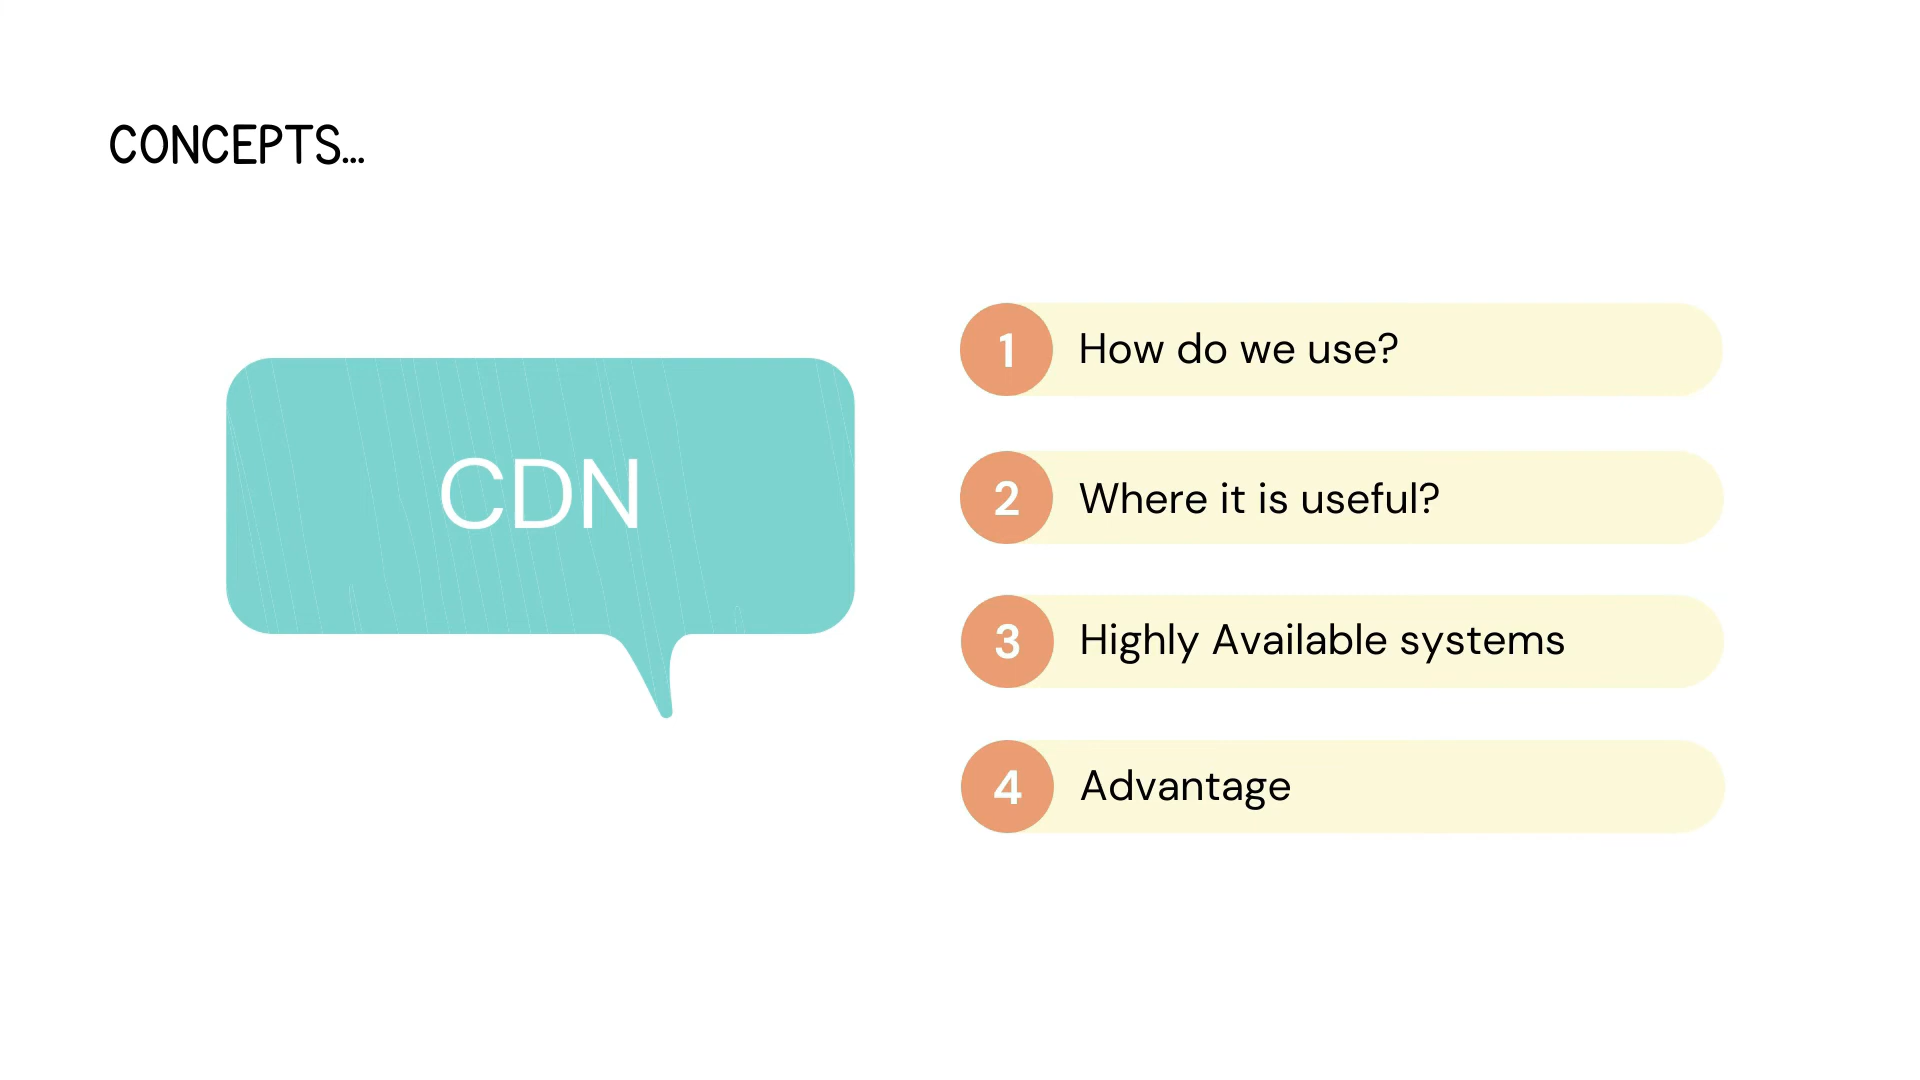 CONCEPTS...
CDN
1 How do we use?
2 Where it is useful?
3 Highly Available systems
4 Advantage